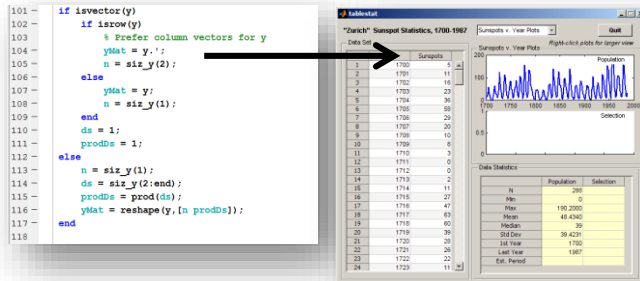 101 – if isvector(y)
102 – if isrow(y)
103 % Prefer column vectors for y
104 – yMat = y.';
105 – n = siz_y(2);
106 – else
107 – yMat = y;
108 – n = siz_y(1);
109 – end
110 – ds = 1;
111 – prodDs = 1;
112 – else
113 – n = siz_y(1);
114 – ds = siz_y(2:end);
115 – prodDs = prod(ds);
116 – yMat = reshape(y,[n prodDs]);
117 – end
118
tablestat
"Zurich" Sunspot Statistics, 1700-1987
Sunspots v. Year Plots
Quit
Data Set
Right-click plots for larger view
Sunspots
1 1700 5
2 1701 11
3 1702 16
4 1703 23
5 1704 36
6 1705 58
7 1706 29
8 1707 20
9 1708 10
10 1709 8
11 1710 3
12 1711 0
13 1712 0
14 1713 2
15 1714 11
16 1715 27
17 1716 47
18 1717 63
19 1718 60
20 1719 39
21 1720 28
22 1721 26
23 1722 22
24 1723 11
Sunspots v. Year Plots
200
100
0
Population
1700 1750 1800 1850 1900 1950 2000
1
0.5
0
Selection
Data Statistics
Population Selection
N 288
Min 0
Max 190.2000
Mean 48.4340
Median 39
Std Dev 39.4231
1st Year 1700
Last Year 1987
Est. Period